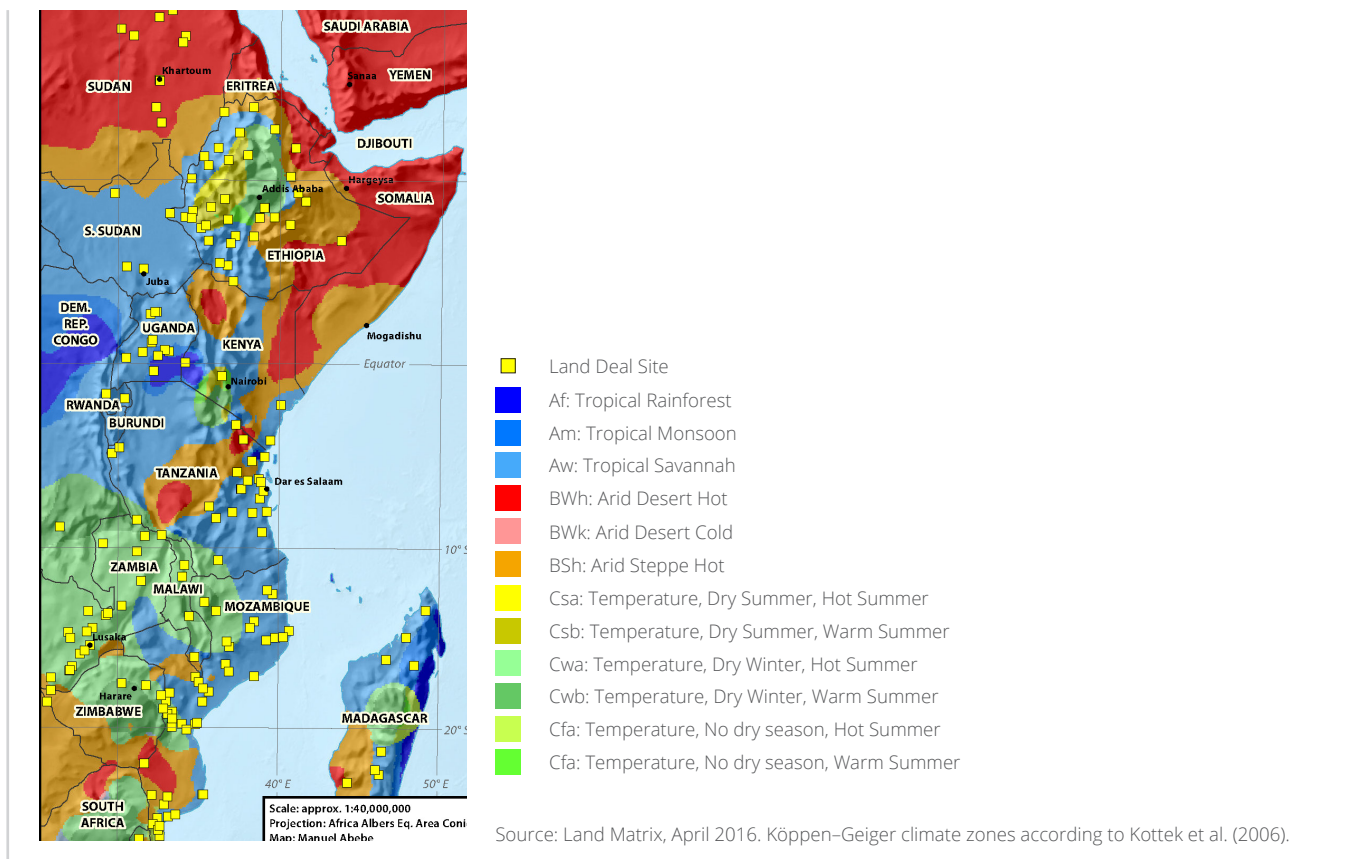 SAUDI ARABIA
Khartoum
Sanaa
YEMEN
SUDAN
ERITREA
DJIBOUTI
Hargeysa
Addis Ababa
SOMALIA
S. SUDAN
ETHIOPIA
Juba
DEM.
REP.
CONGO
UGANDA
KENYA
Mogadishu
Equator
Nairobi
RWANDA
BURUNDI
TANZANIA
Dar es Salaam
10° S
ZAMBIA
MALAWI
MOZAMBIQUE
Lusaka
Harare
ZIMBABWE
MADAGASCAR
20° S
40° E
50° E
SOUTH
AFRICA
Scale: approx. 1:40,000,000
Projection: Africa Albers Eq. Area Coni
Map: Manuel Abebe
Land Deal Site
Af: Tropical Rainforest
Am: Tropical Monsoon
Aw: Tropical Savannah
BWh: Arid Desert Hot
BWk: Arid Desert Cold
BSh: Arid Steppe Hot
Csa: Temperature, Dry Summer, Hot Summer
Csb: Temperature, Dry Summer, Warm Summer
Cwa: Temperature, Dry Winter, Hot Summer
Cwb: Temperature, Dry Winter, Warm Summer
Cfa: Temperature, No dry season, Hot Summer
Cfa: Temperature, No dry season, Warm Summer
Source: Land Matrix, April 2016. Köppen–Geiger climate zones according to Kottek et al. (2006).